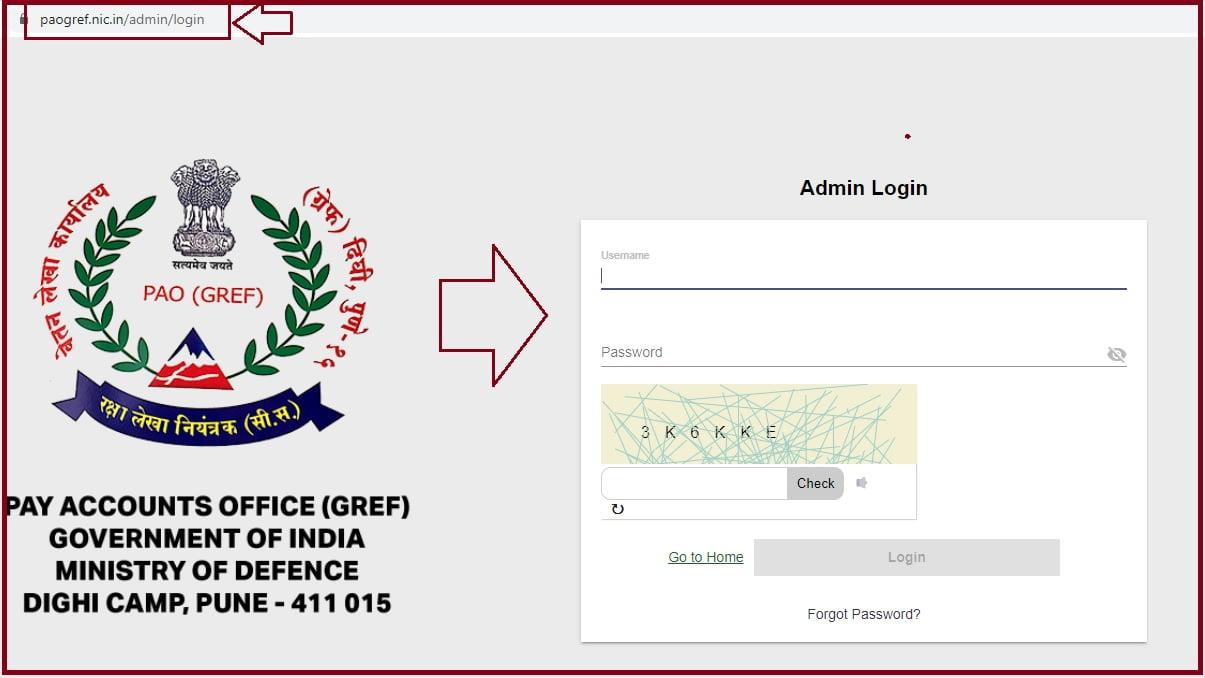 paogref.nic.in/admin/login
वेतन लेखा कार्यालय
(ग्रेफ) दिघी, पुणे-१५
सत्यमेव जयते
PAO (GREF)
रक्षा लेखा नियंत्रक (सी.स.)
PAY ACCOUNTS OFFICE (GREF)
GOVERNMENT OF INDIA
MINISTRY OF DEFENCE
DIGHI CAMP, PUNE - 411 015
Admin Login
Username
Password
3 K 6 K K E
Check
Go to Home
Login
Forgot Password?